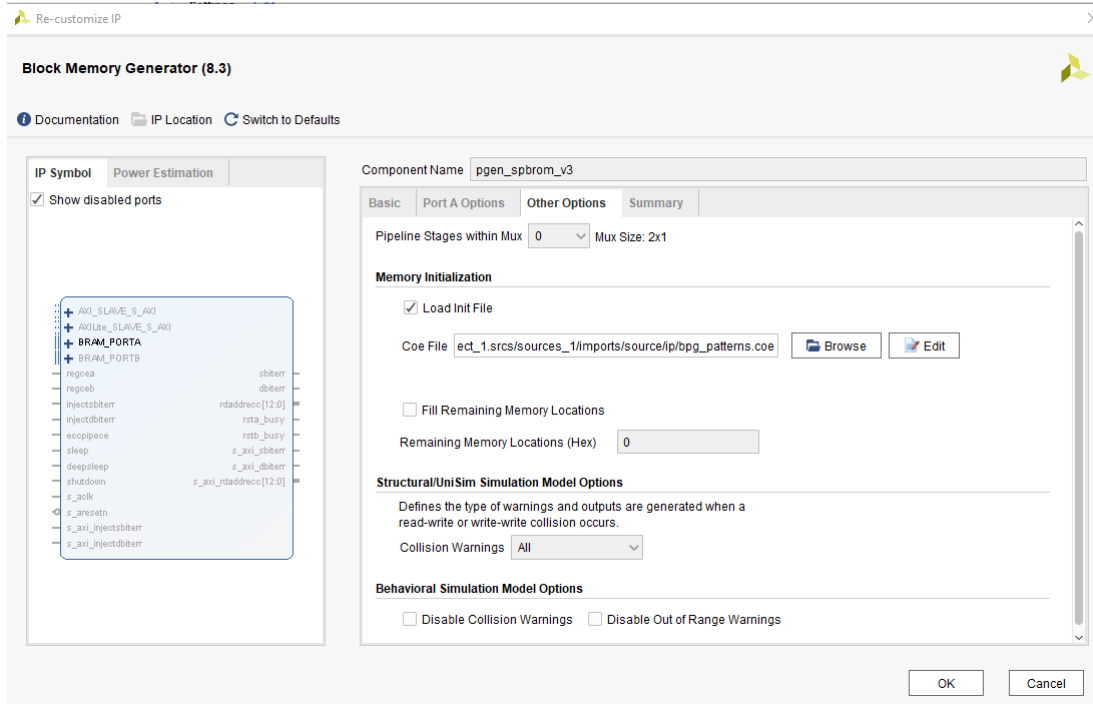 Re-customize IP
Block Memory Generator (8.3)
Documentation IP Location Switch to Defaults
IP Symbol Power Estimation
Show disabled ports
AXI_SLAVE_S_AXI
AXILite_SLAVE_S_AXI
BRAM_PORTA
BRAM_PORTB
regcea sbiterr
regceb dbiterr
injectsbiterr rdaddrecc[12:0]
injectdbiterr rsta_busy
eccpipece rstb_busy
sleep s_axi_sbiterr
deepsleep s_axi_dbiterr
shutdown s_axi_rdaddrecc[12:0]
s_aclk
s_aresetn
s_axi_injectsbiterr
s_axi_injectdbiterr
Component Name pgen_spbrom_v3
Basic Port A Options Other Options Summary
Pipeline Stages within Mux 0 Mux Size: 2x1
Memory Initialization
Load Init File
Coe File ect_1.srcs/sources_1/imports/source/ip/bpg_patterns.coe Browse Edit
Fill Remaining Memory Locations
Remaining Memory Locations (Hex) 0
Structural/UniSim Simulation Model Options
Defines the type of warnings and outputs are generated when a
read-write or write-write collision occurs.
Collision Warnings All
Behavioral Simulation Model Options
Disable Collision Warnings Disable Out of Range Warnings
OK Cancel